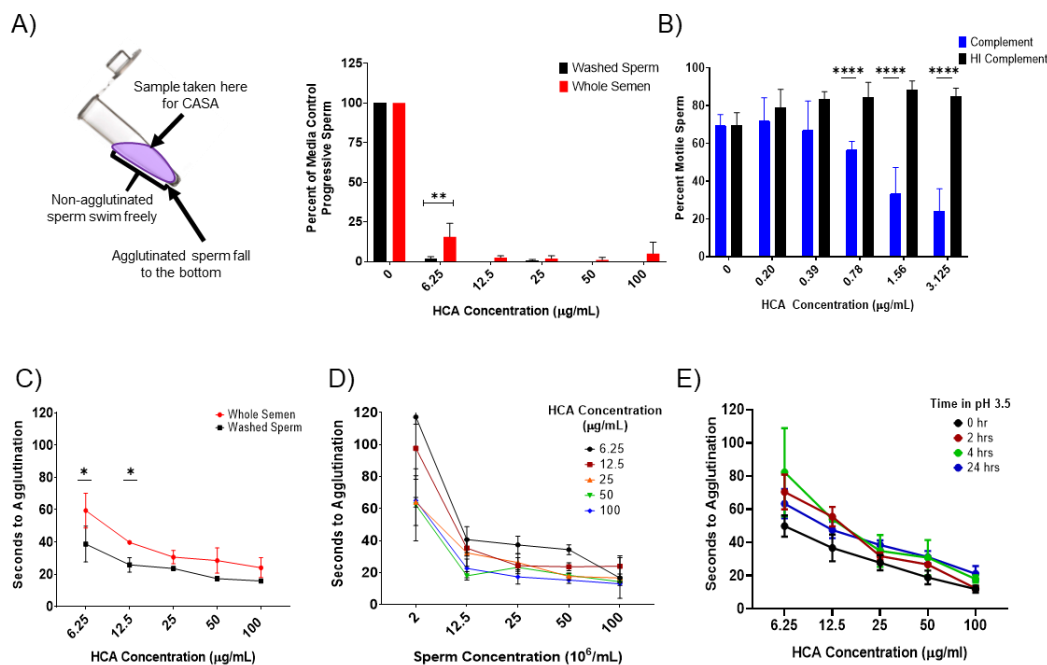 A)
Sample taken here
for CASA
Non-agglutinated
sperm swim freely
Agglutinated sperm fall
to the bottom
Percent of Media Control
Progressive Sperm
125
100
75
50
25
0
0
6.25
12.5
25
50
100
HCA Concentration (µg/mL)
Washed Sperm
Whole Semen
**
B)
Complement
HI Complement
Percent Motile Sperm
100
80
60
40
20
0
**** **** ****
0
0.20
0.39
0.78
1.56
3.125
HCA Concentration (µg/mL)
C)
Whole Semen
Washed Sperm
Seconds to Agglutination
120
100
80
60
40
20
0
* *
6.25
12.5
25
50
100
HCA Concentration (µg/mL)
D)
HCA Concentration
(µg/mL)
6.25
12.5
25
50
100
Seconds to Agglutination
120
100
80
60
40
20
0
2
12.5
25
50
100
Sperm Concentration (10⁶/mL)
E)
Time in pH 3.5
0 hr
2 hrs
4 hrs
24 hrs
Seconds to Agglutination
120
100
80
60
40
20
0
6.25
12.5
25
50
100
HCA Concentration (µg/ml)